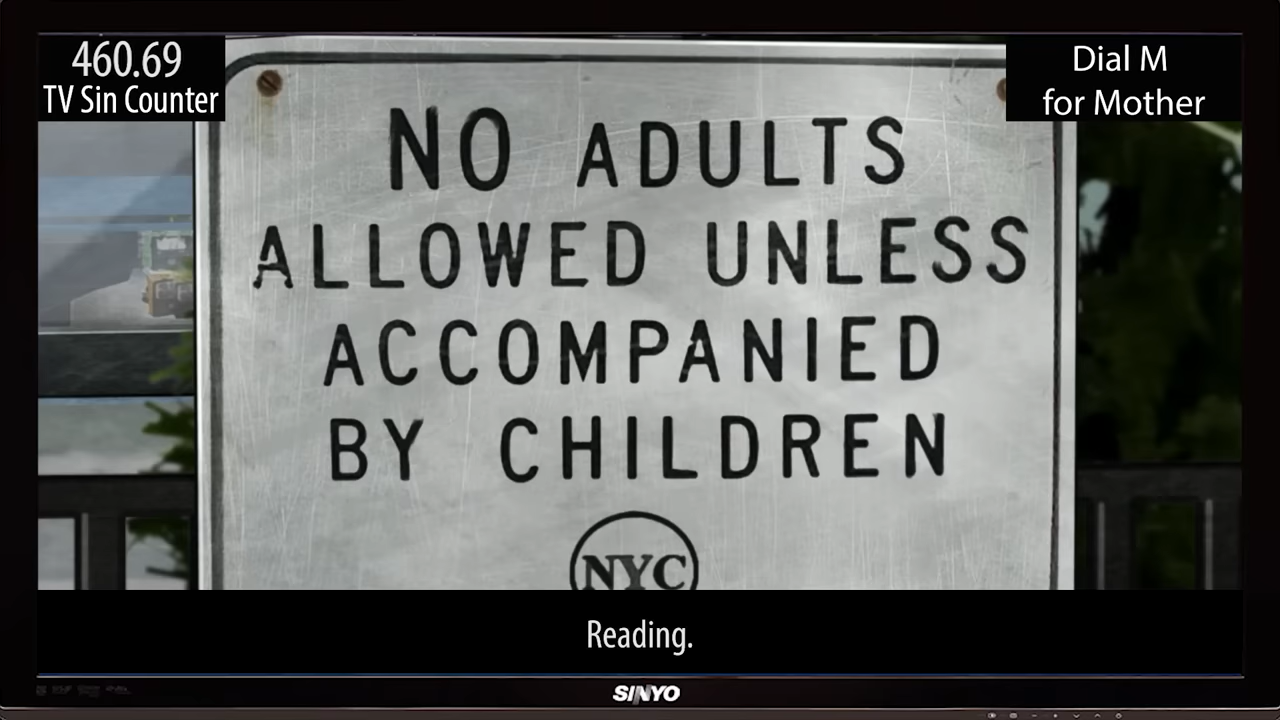 460.69
TV Sin Counter
Dial M
for Mother
NO ADULTS
ALLOWED UNLESS
ACCOMPANIED
BY CHILDREN
NYC
Reading.
SINYO